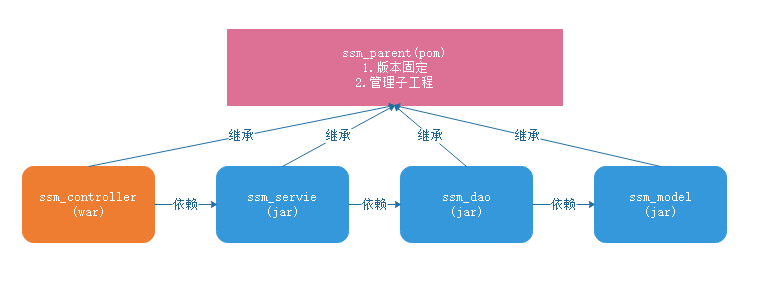 ssm_parent(pom)
1.版本固定
2.管理子工程
继承
继承
继承
继承
ssm_controller
(war)
依赖
ssm_servie
(jar)
依赖
ssm_dao
(jar)
依赖
ssm_model
(jar)